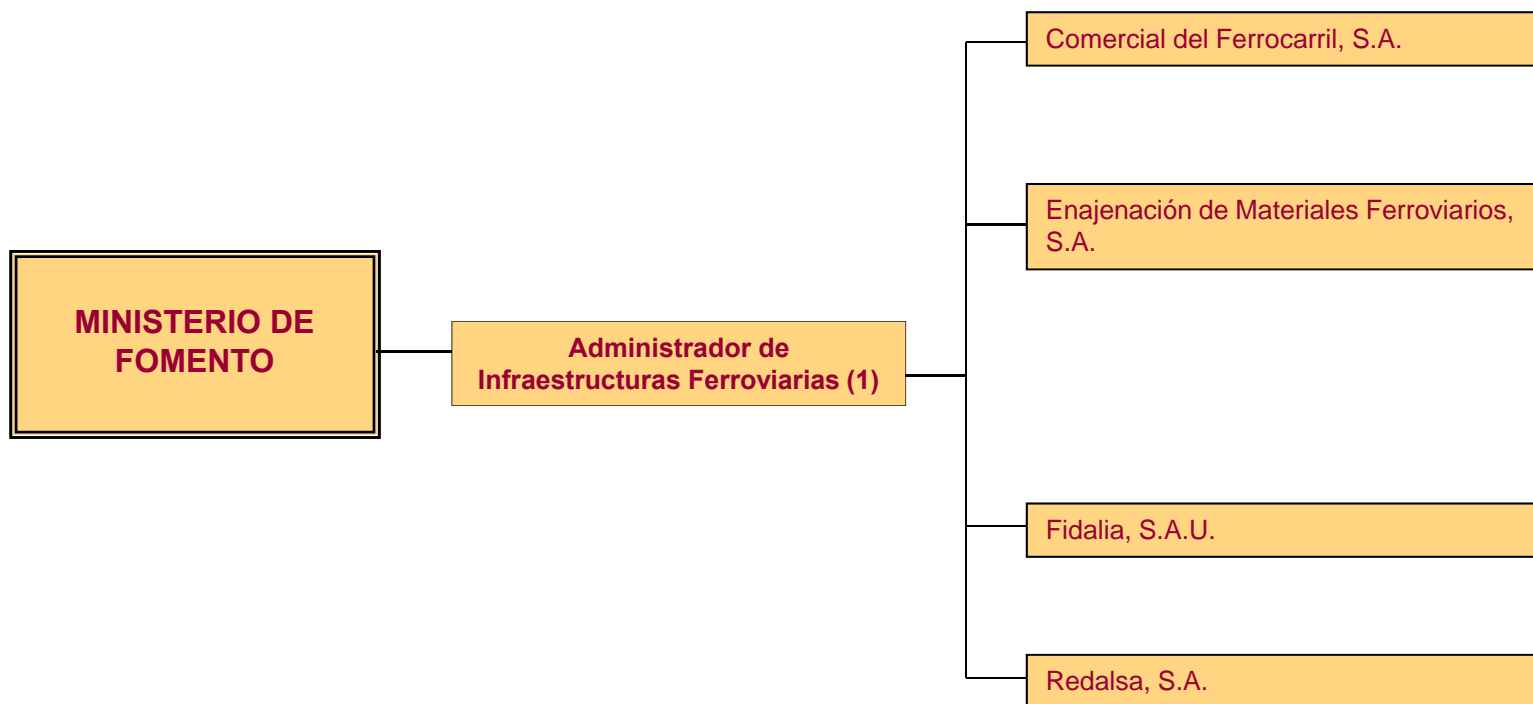 MINISTERIO DE
FOMENTO
Administrador de
Infraestructuras Ferroviarias (1)
Comercial del Ferrocarril, S.A.
Enajenación de Materiales Ferroviarios,
S.A.
Fidalia, S.A.U.
Redalsa, S.A.